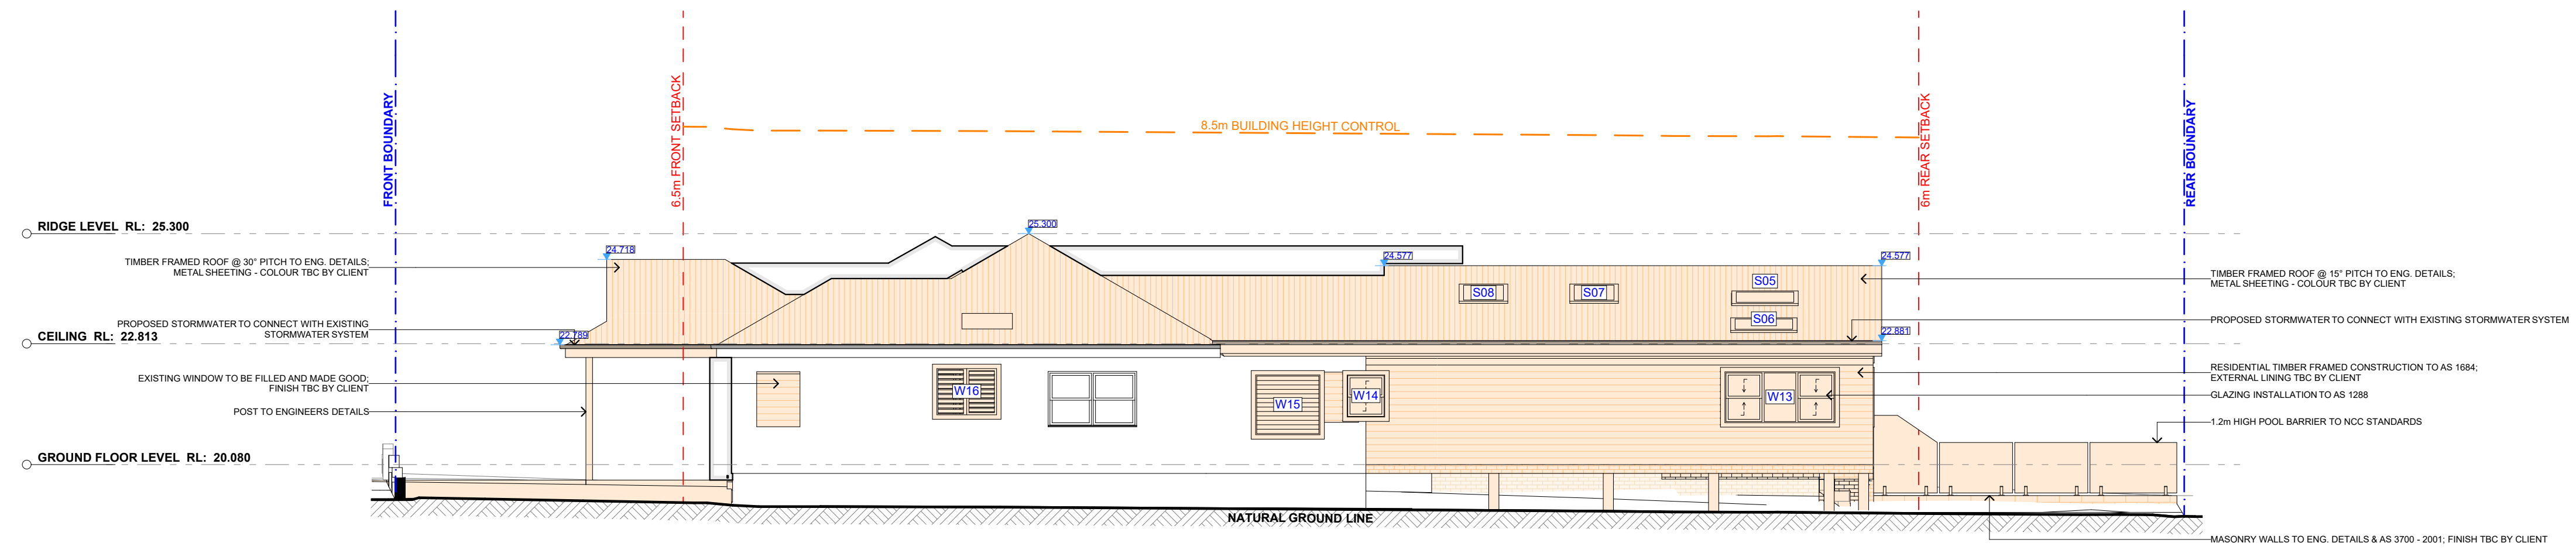 FRONT BOUNDARY
6.5m FRONT SETBACK
8.5m BUILDING HEIGHT CONTROL
6m REAR SETBACK
REAR BOUNDARY
RIDGE LEVEL RL: 25.300
25.300
24.718
24.577
24.577
TIMBER FRAMED ROOF @ 30° PITCH TO ENG. DETAILS;
METAL SHEETING - COLOUR TBC BY CLIENT
TIMBER FRAMED ROOF @ 15° PITCH TO ENG. DETAILS;
METAL SHEETING - COLOUR TBC BY CLIENT
S08
S07
S05
S06
PROPOSED STORMWATER TO CONNECT WITH EXISTING
STORMWATER SYSTEM
PROPOSED STORMWATER TO CONNECT WITH EXISTING STORMWATER SYSTEM
CEILING RL: 22.813
22.789
22.881
EXISTING WINDOW TO BE FILLED AND MADE GOOD;
FINISH TBC BY CLIENT
POST TO ENGINEERS DETAILS
W16
W15
W14
W13
RESIDENTIAL TIMBER FRAMED CONSTRUCTION TO AS 1684;
EXTERNAL LINING TBC BY CLIENT
GLAZING INSTALLATION TO AS 1288
1.2m HIGH POOL BARRIER TO NCC STANDARDS
GROUND FLOOR LEVEL RL: 20.080
NATURAL GROUND LINE
MASONRY WALLS TO ENG. DETAILS & AS 3700 - 2001; FINISH TBC BY CLIENT